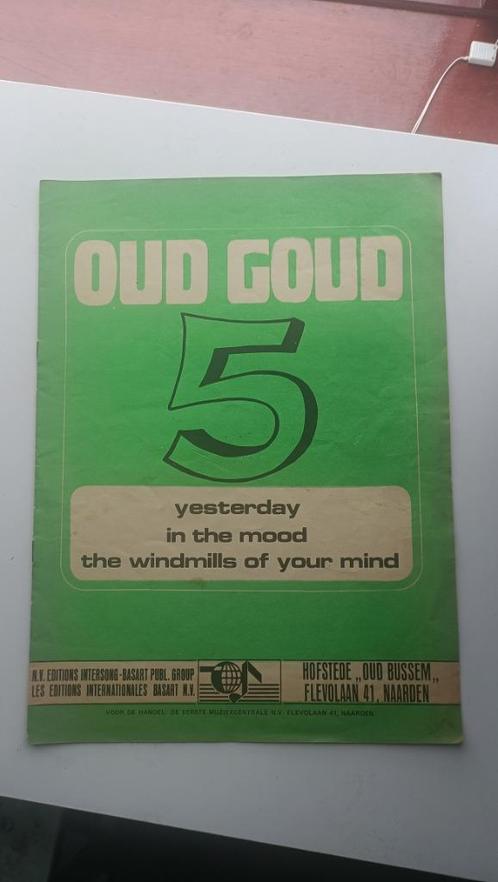 OUD GOUD
5
yesterday
in the mood
the windmills of your mind
N.V. EDITIONS INTERSONG-BASART PUBL. GROUP
LES EDITIONS INTERNATIONALES BASART N.V.
HOFSTEDE „OUD BUSSEM„
FLEVOLAAN 41, NAARDEN
VOOR DE HANDEL: DE EERSTE MUZIEKCENTRALE N.V. FLEVOLAAN 41, NAARDEN